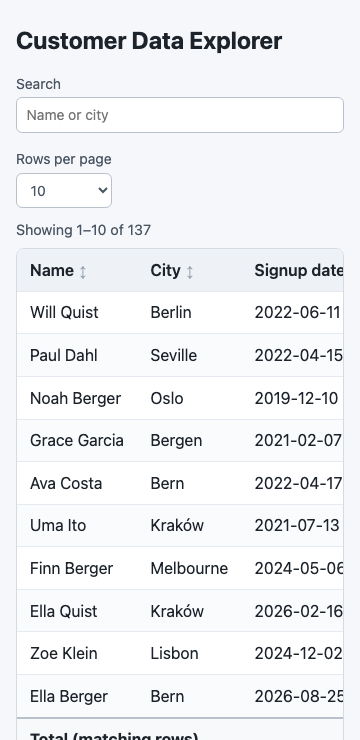 Customer Data Explorer
Search
Name or city
Rows per page
10
Showing 1–10 of 137
Name ↕ City ↕ Signup date
Will Quist Berlin 2022-06-11
Paul Dahl Seville 2022-04-15
Noah Berger Oslo 2019-12-10
Grace Garcia Bergen 2021-02-07
Ava Costa Bern 2022-04-17
Uma Ito Kraków 2021-07-13
Finn Berger Melbourne 2024-05-06
Ella Quist Kraków 2026-02-16
Zoe Klein Lisbon 2024-12-02
Ella Berger Bern 2026-08-25
Total (matching rows)